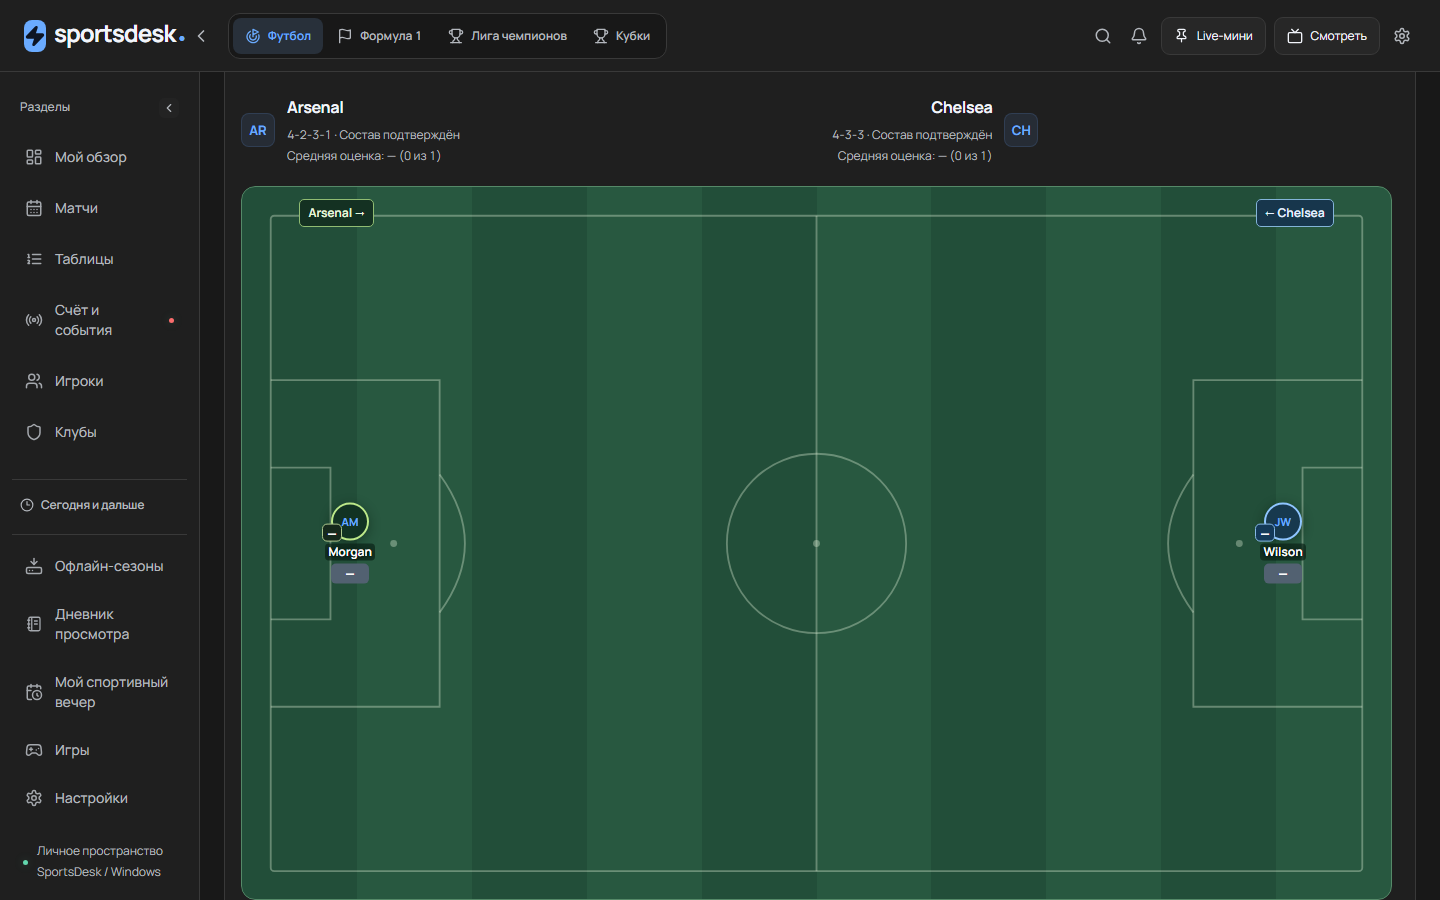 sportsdesk.
Футбол
Формула 1
Лига чемпионов
Кубки
Live-мини
Смотреть
Разделы
Мой обзор
Матчи
Таблицы
Счёт и
события
Игроки
Клубы
Сегодня и дальше
Офлайн-сезоны
Дневник
просмотра
Мой спортивный
вечер
Игры
Настройки
Личное пространство
SportsDesk / Windows
AR
Arsenal
4-2-3-1 · Состав подтверждён
Средняя оценка: — (0 из 1)
Chelsea
4-3-3 · Состав подтверждён
Средняя оценка: — (0 из 1)
CH
Arsenal →
← Chelsea
AM
–
Morgan
–
JW
–
Wilson
–